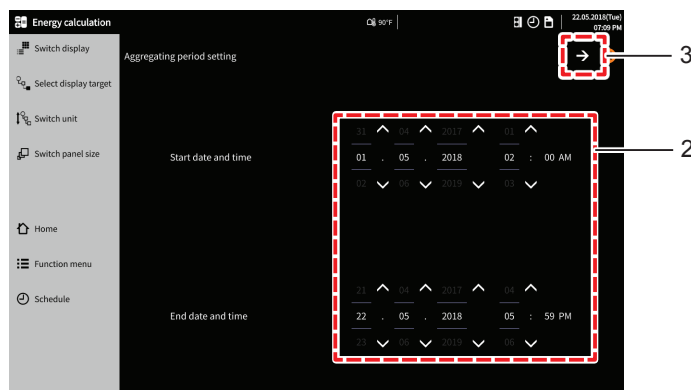 Energy calculation
90°F
22.05.2018(Tue)
07:09 PM
Switch display
Select display target
Switch unit
Switch panel size
Home
Function menu
Schedule
Aggregating period setting
3
2
31 04 2017 01
Start date and time 01 . 05 . 2018 02 : 00 AM
02 06 2019 03
21 04 2017 04
End date and time 22 . 05 . 2018 05 : 59 PM
23 06 2019 06